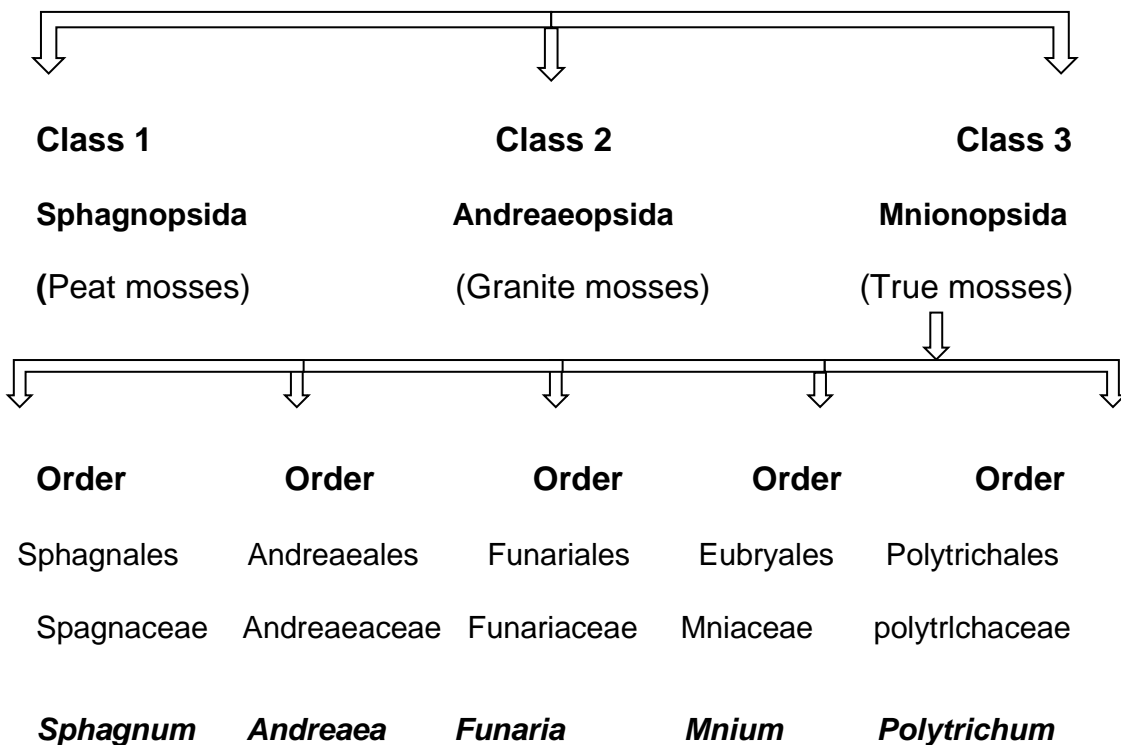 Class 1 Class 2 Class 3
Sphagnopsida Andreaeopsida Mnionopsida
(Peat mosses) (Granite mosses) (True mosses)
Order Order Order Order Order
Sphagnales Andreaeales Funariales Eubryales Polytrichales
Spagnaceae Andreaeaceae Funariaceae Mniaceae polytrIchaceae
Sphagnum Andreaea Funaria Mnium Polytrichum